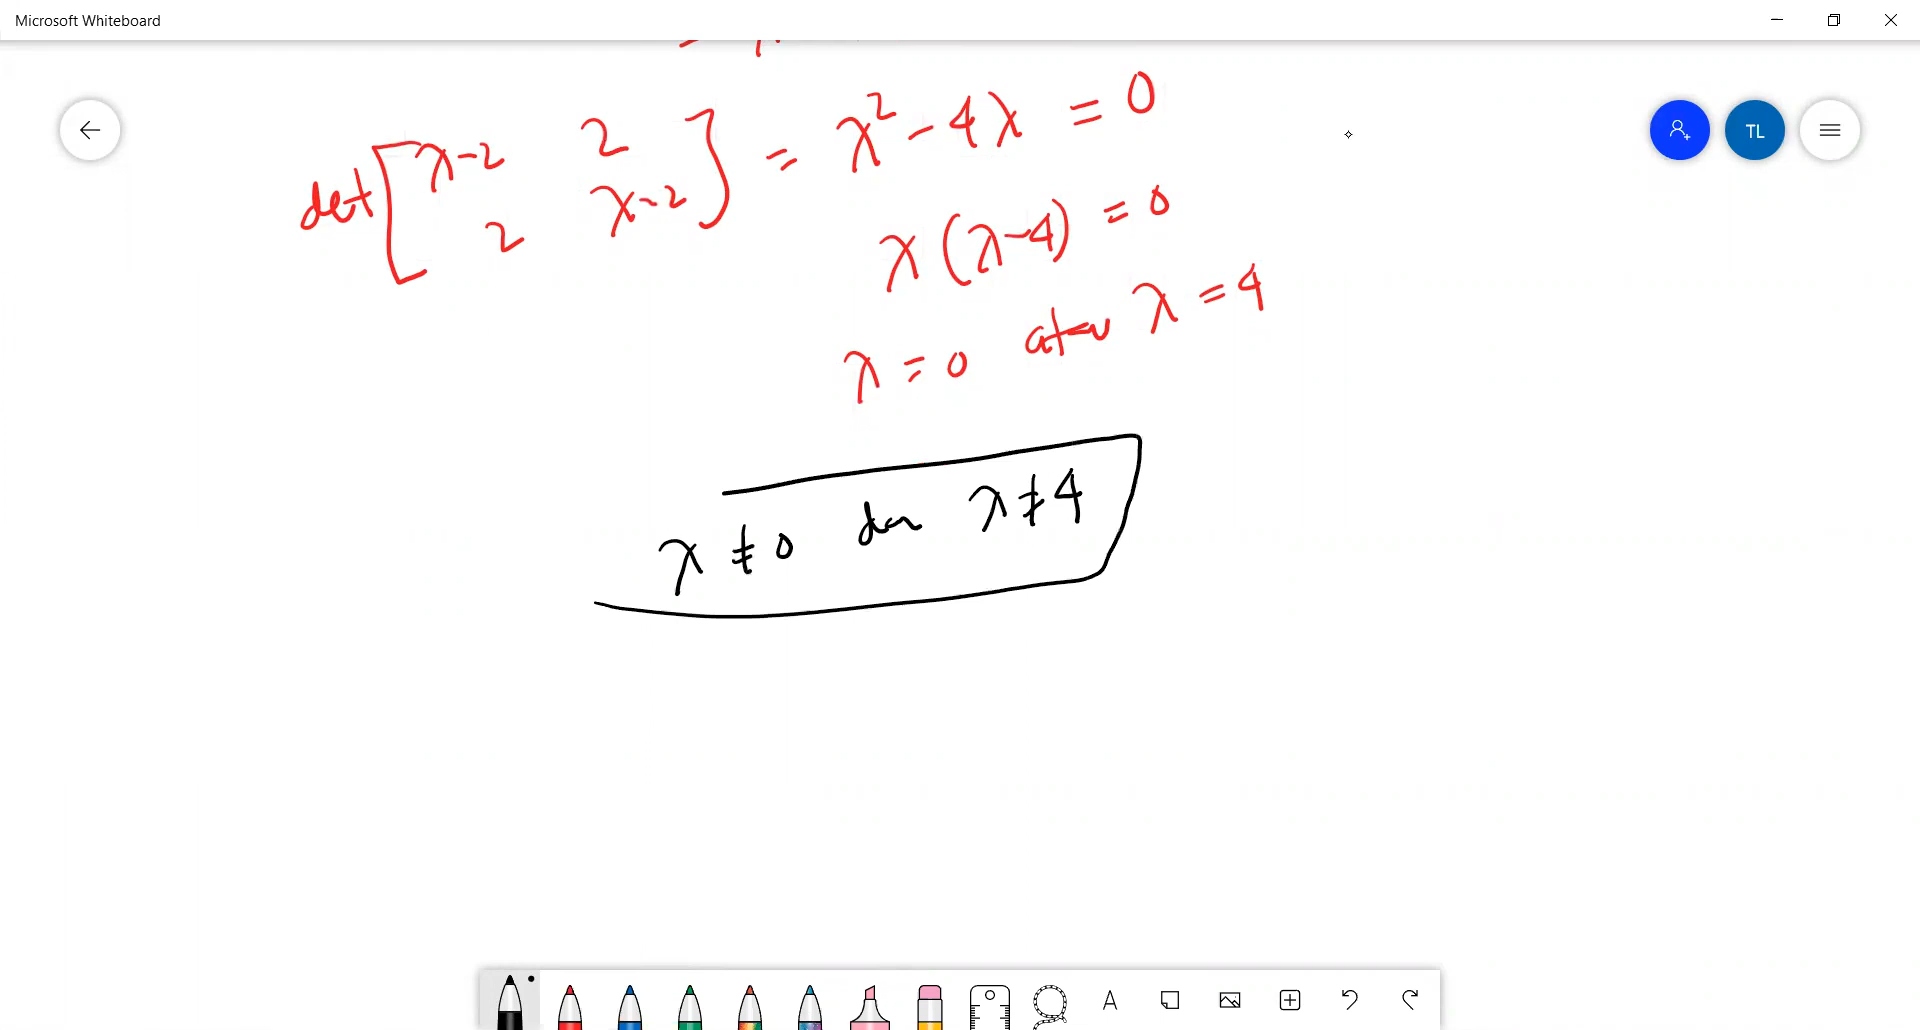 Microsoft Whiteboard
TL
det [ λ-2 2 ] = λ² - 4λ = 0
2 λ-2
λ (λ-4) = 0
λ = 0 atau λ = 4
λ ≠ 0 dan λ ≠ 4